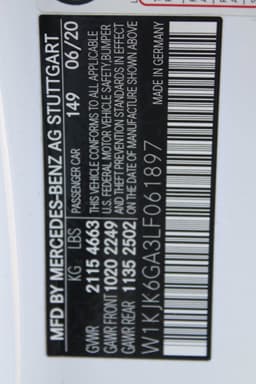 MFD BY MERCEDES-BENZ AG STUTTGART
PASSENGER CAR 149 06/20
KG LBS
GVWR 2115 4663
GAWR FRONT 1020 2249
GAWR REAR 1135 2502
THIS VEHICLE CONFORMS TO ALL APPLICABLE
U.S. FEDERAL MOTOR VEHICLE SAFETY, BUMPER
AND THEFT PREVENTION STANDARDS IN EFFECT
ON THE DATE OF MANUFACTURE SHOWN ABOVE
W1KJK6GA3LF061897
MADE IN GERMANY